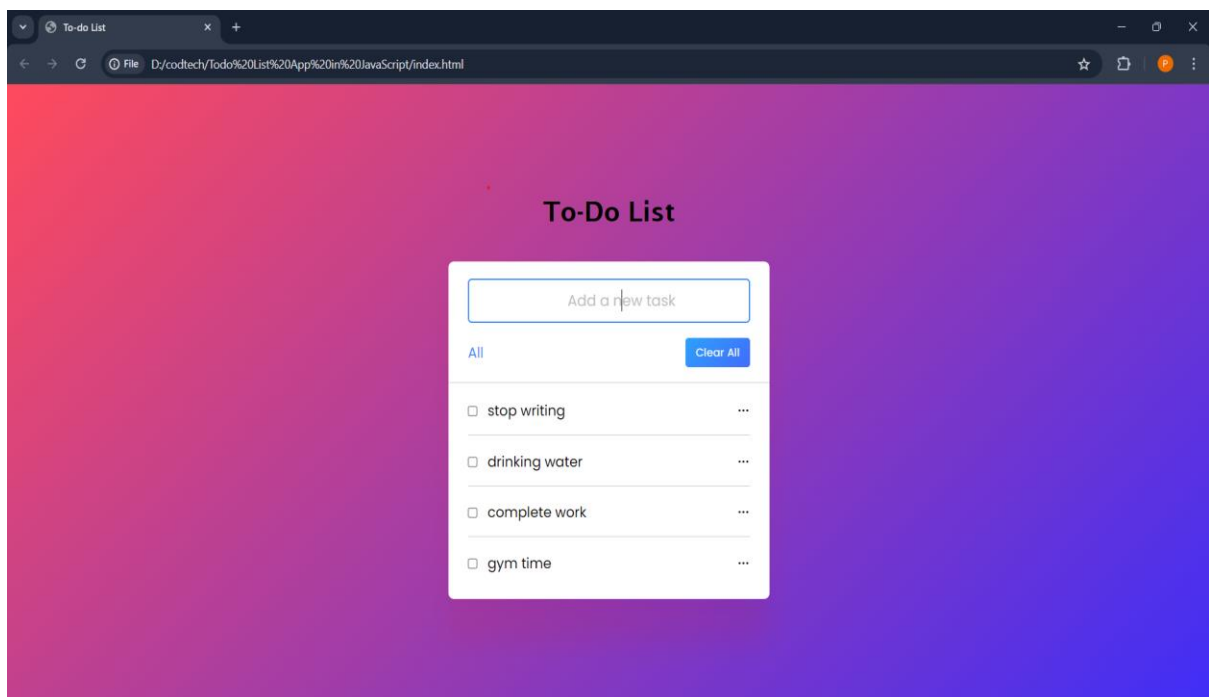 To-do List
File D:/codtech/Todo%20List%20App%20in%20JavaScript/index.html
P
To-Do List
Add a new task
All Clear All
stop writing
drinking water
complete work
gym time